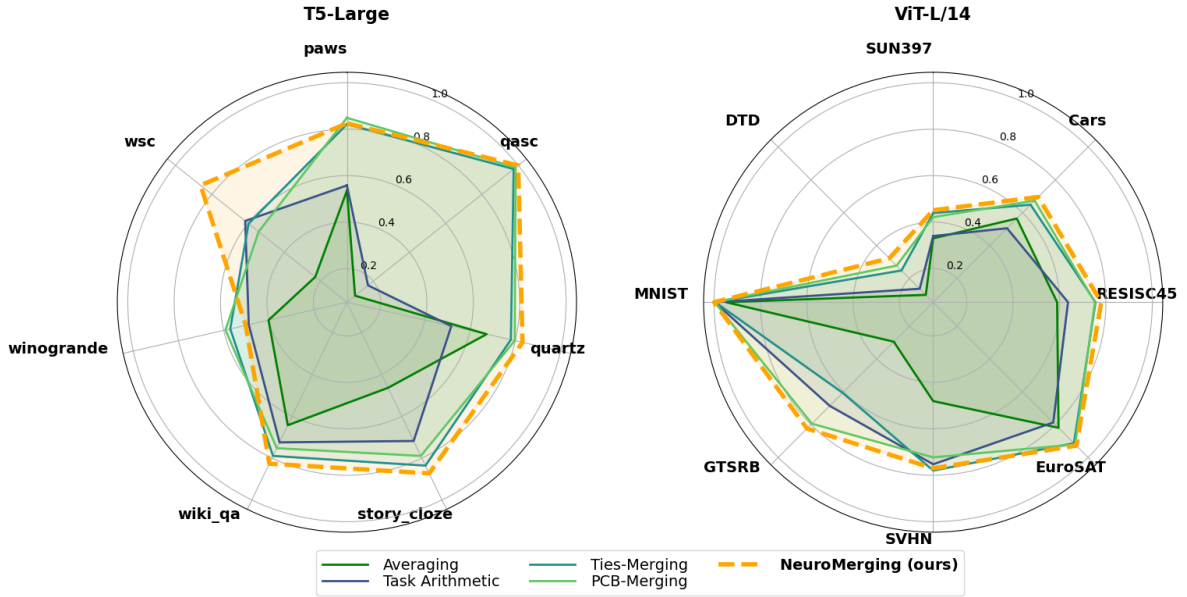 T5-Large
paws
1.0
0.8
0.6
0.4
0.2
wsc
qasc
winogrande
quartz
wiki_qa
story_cloze
ViT-L/14
SUN397
1.0
0.8
0.6
0.4
0.2
DTD
Cars
MNIST
RESISC45
GTSRB
EuroSAT
SVHN
Averaging
Task Arithmetic
Ties-Merging
PCB-Merging
NeuroMerging (ours)